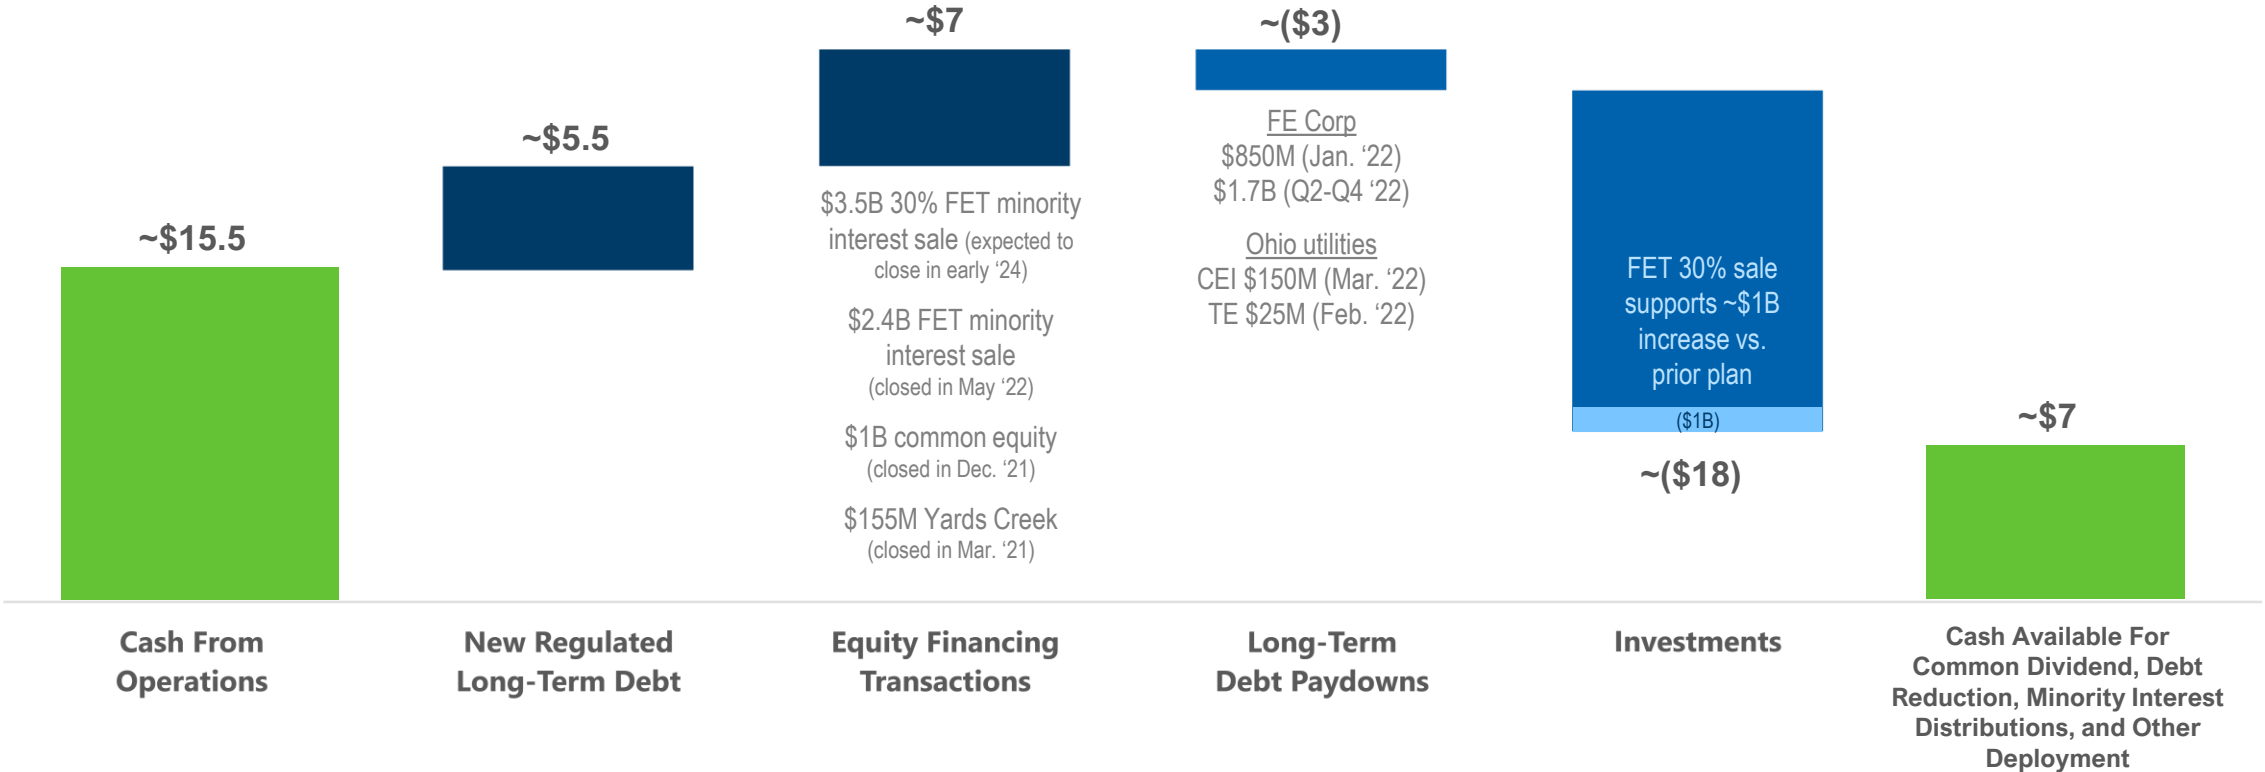 ~$15.5
Cash From
Operations
~$5.5
New Regulated
Long-Term Debt
~$7
$3.5B 30% FET minority
interest sale (expected to
close in early ‘24)
$2.4B FET minority
interest sale
(closed in May ‘22)
$1B common equity
(closed in Dec. ‘21)
$155M Yards Creek
(closed in Mar. ‘21)
Equity Financing
Transactions
~($3)
FE Corp
$850M (Jan. ‘22)
$1.7B (Q2-Q4 ‘22)
Ohio utilities
CEI $150M (Mar. ‘22)
TE $25M (Feb. ‘22)
Long-Term
Debt Paydowns
FET 30% sale
supports ~$1B
increase vs.
prior plan
($1B)
~($18)
Investments
~$7
Cash Available For
Common Dividend, Debt
Reduction, Minority Interest
Distributions, and Other
Deployment